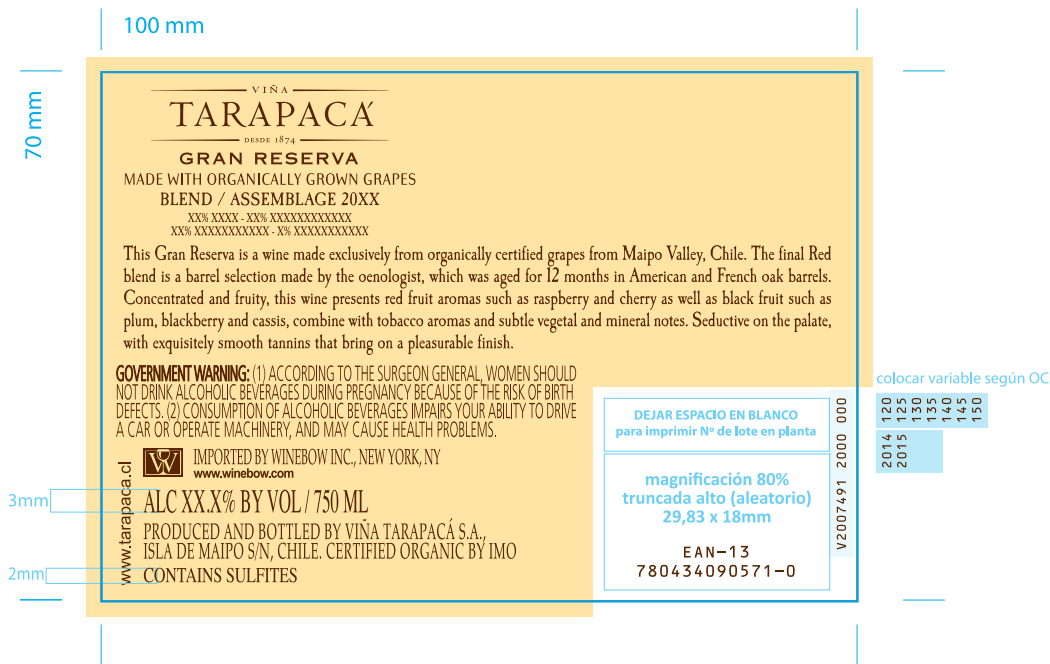 100 mm
70 mm
VIÑA
TARAPACÁ
DESDE 1874
GRAN RESERVA
MADE WITH ORGANICALLY GROWN GRAPES
BLEND / ASSEMBLAGE 20XX
XX% XXXX - XX% XXXXXXXXXXXX
XX% XXXXXXXXXXX - X% XXXXXXXXXXX
This Gran Reserva is a wine made exclusively from organically certified grapes from Maipo Valley, Chile. The final Red
blend is a barrel selection made by the oenologist, which was aged for 12 months in American and French oak barrels.
Concentrated and fruity, this wine presents red fruit aromas such as raspberry and cherry as well as black fruit such as
plum, blackberry and cassis, combine with tobacco aromas and subtle vegetal and mineral notes. Seductive on the palate,
with exquisitely smooth tannins that bring on a pleasurable finish.
GOVERNMENT WARNING: (1) ACCORDING TO THE SURGEON GENERAL, WOMEN SHOULD
NOT DRINK ALCOHOLIC BEVERAGES DURING PREGNANCY BECAUSE OF THE RISK OF BIRTH
DEFECTS. (2) CONSUMPTION OF ALCOHOLIC BEVERAGES IMPAIRS YOUR ABILITY TO DRIVE
A CAR OR OPERATE MACHINERY, AND MAY CAUSE HEALTH PROBLEMS.
W
IMPORTED BY WINEBOW INC., NEW YORK, NY
www.winebow.com
www.tarapaca.cl
3mm
ALC XX.X% BY VOL / 750 ML
PRODUCED AND BOTTLED BY VIÑA TARAPACÁ S.A.,
ISLA DE MAIPO S/N, CHILE. CERTIFIED ORGANIC BY IMO
2mm
CONTAINS SULFITES
DEJAR ESPACIO EN BLANCO
para imprimir Nº de lote en planta
magnificación 80%
truncada alto (aleatorio)
29,83 x 18mm
EAN-13
780434090571-0
V2007491 2000 000
colocar variable según OC
2014 120
2015 125
130
135
140
145
150